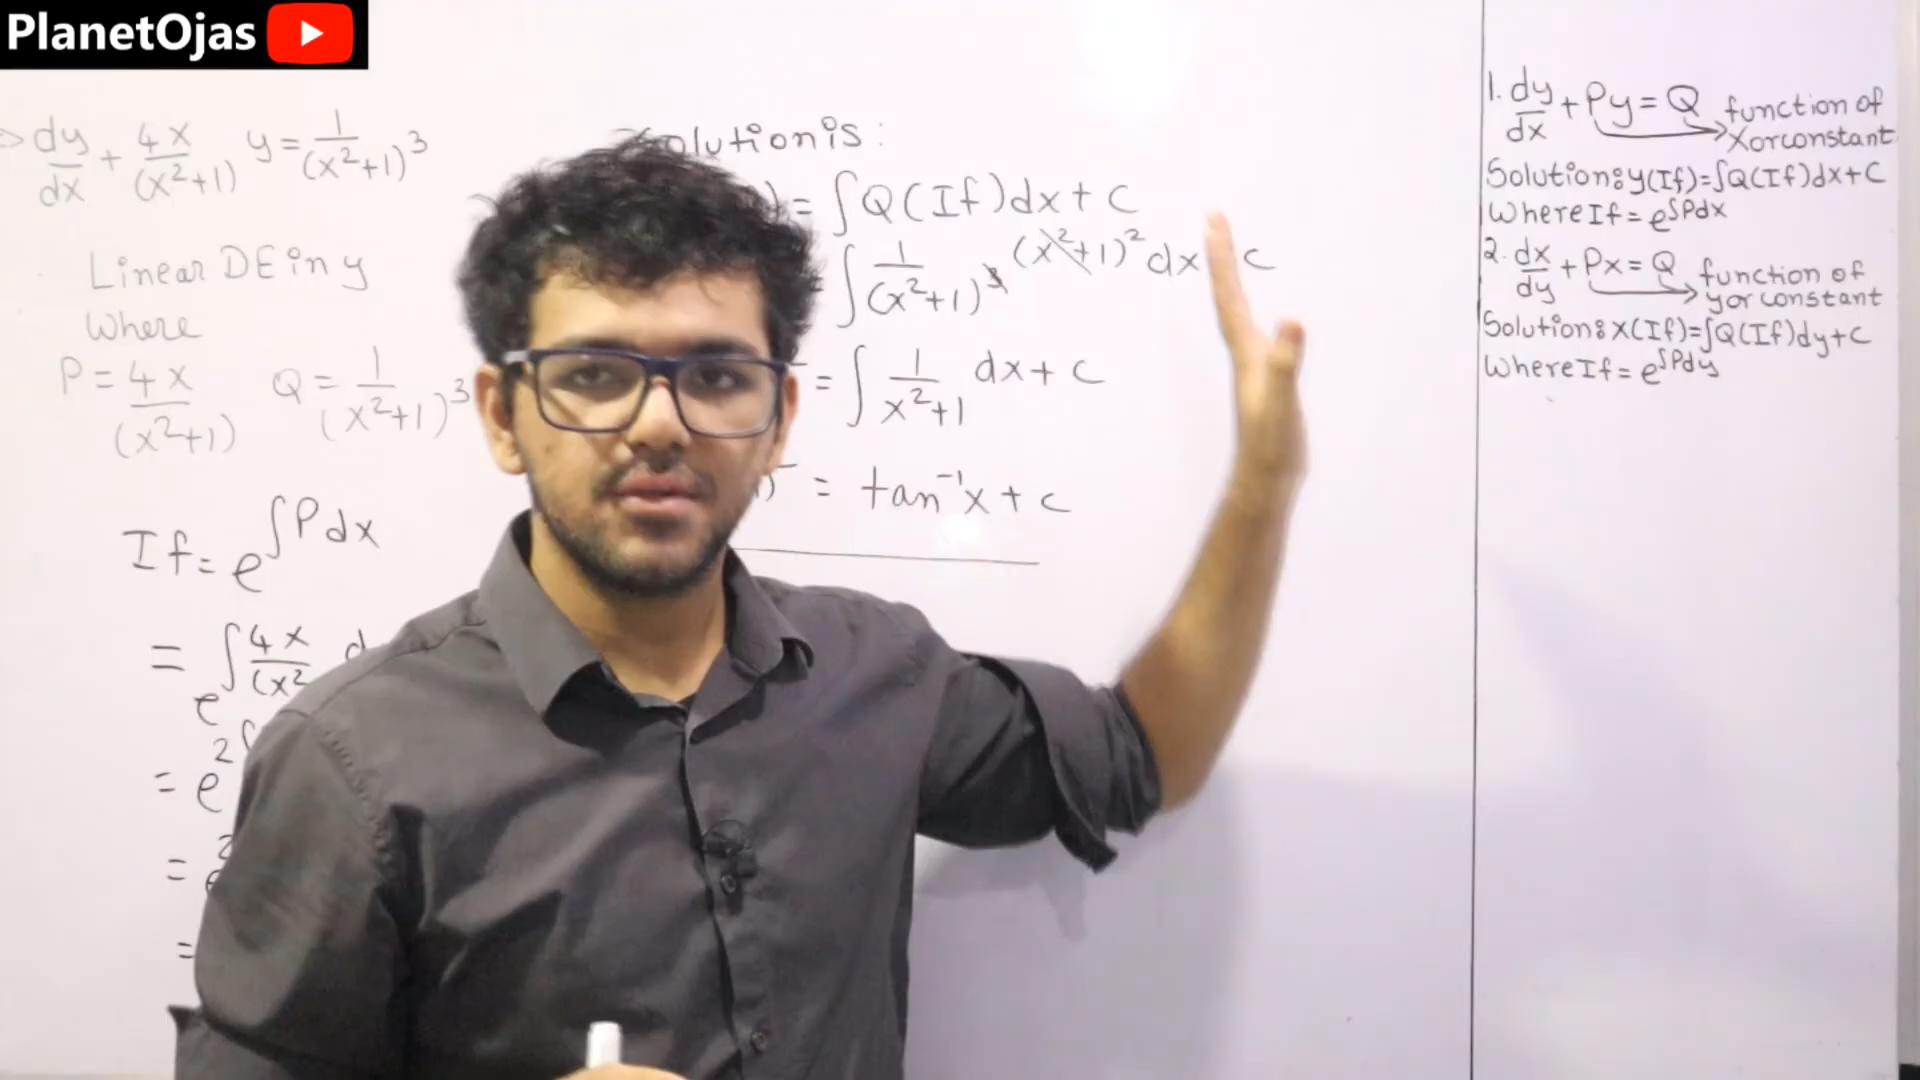 PlanetOjas
=> dy/dx + 4x/(x²+1) y = 1/(x²+1)³
Linear DE in y
Where
P = 4x/(x²+1) Q = 1/(x²+1)³
If = e^∫Pdx
= e^∫4x/(x²
= e^2
=
=
Solution is :
) = ∫Q(If)dx + C
∫ 1/(x²+1)³ (x²+1)² dx c
= ∫ 1/(x²+1) dx + c
= tan⁻¹x + c
1. dy/dx + Py = Q function of
X or constant
Solution: y(If) = ∫Q(If)dx+C
Where If = e^∫Pdx
2. dx/dy + Px = Q function of
y or constant
Solution: X(If) = ∫Q(If)dy+C
Where If = e^∫Pdy